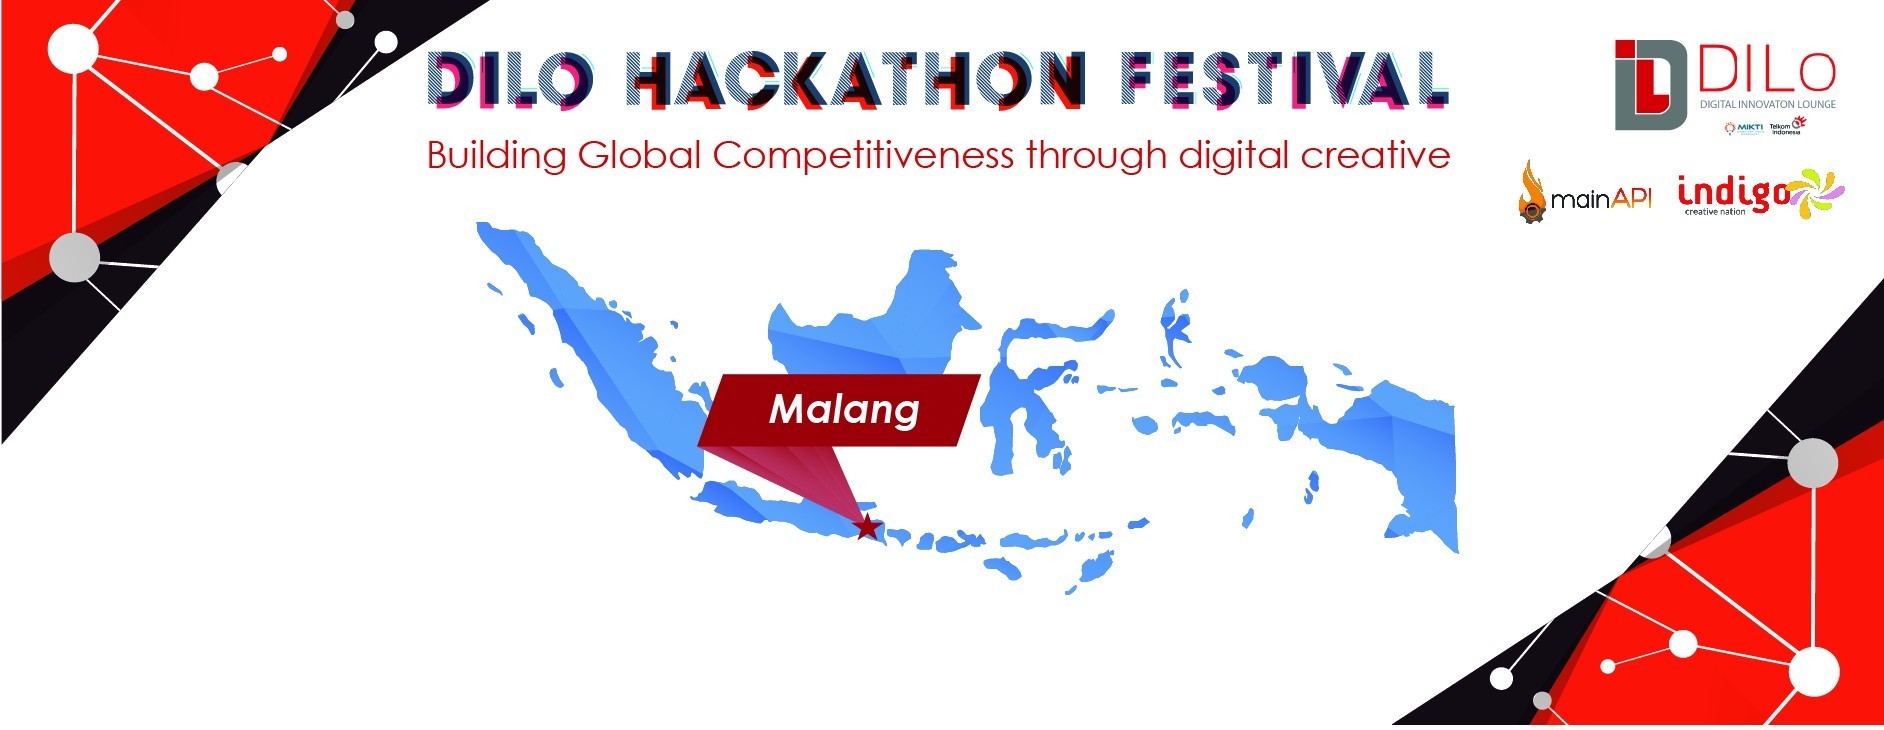 DILO HACKATHON FESTIVAL
Building Global Competitiveness through digital creative
DILo
DIGITAL INNOVATON LOUNGE
MIKTI
Telkom
Indonesia
mainAPI
indigo
creative nation
Malang